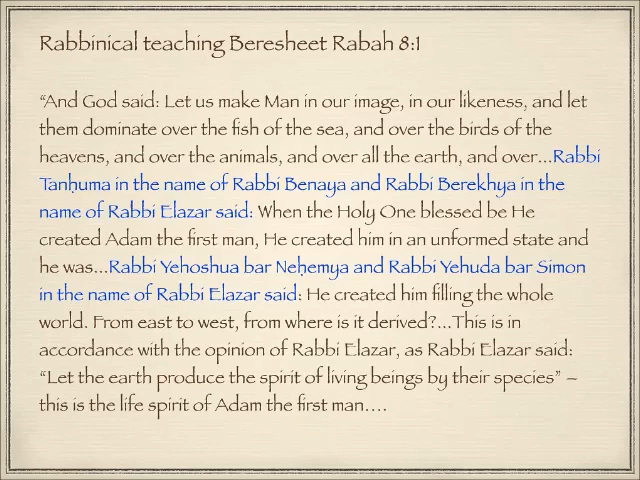 Rabbinical teaching Beresheet Rabah 8:1
“And God said: Let us make Man in our image, in our likeness, and let
them dominate over the fish of the sea, and over the birds of the
heavens, and over the animals, and over all the earth, and over...Rabbi
Tanḥuma in the name of Rabbi Benaya and Rabbi Berekhya in the
name of Rabbi Elazar said: When the Holy One blessed be He
created Adam the first man, He created him in an unformed state and
he was...Rabbi Yehoshua bar Neḥemya and Rabbi Yehuda bar Simon
in the name of Rabbi Elazar said: He created him filling the whole
world. From east to west, from where is it derived?...This is in
accordance with the opinion of Rabbi Elazar, as Rabbi Elazar said:
“Let the earth produce the spirit of living beings by their species” –
this is the life spirit of Adam the first man....